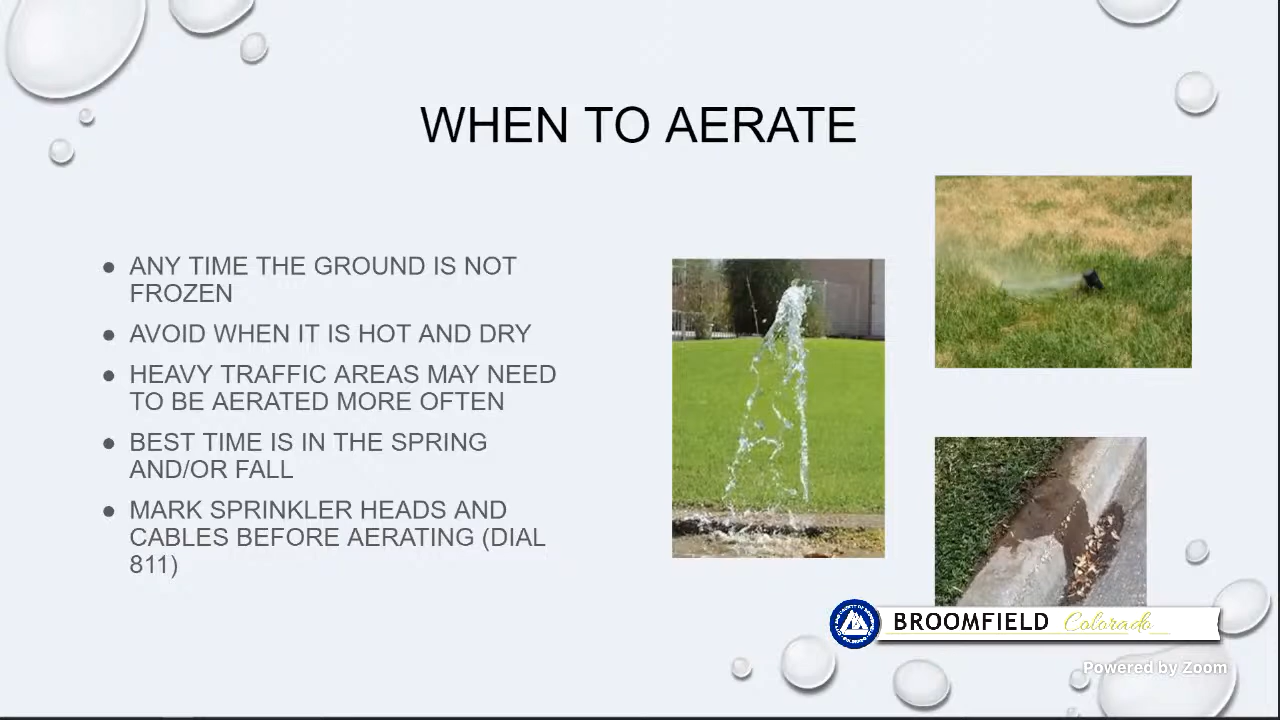 WHEN TO AERATE
● ANY TIME THE GROUND IS NOT
FROZEN
● AVOID WHEN IT IS HOT AND DRY
● HEAVY TRAFFIC AREAS MAY NEED
TO BE AERATED MORE OFTEN
● BEST TIME IS IN THE SPRING
AND/OR FALL
● MARK SPRINKLER HEADS AND
CABLES BEFORE AERATING (DIAL
811)
BROOMFIELD Colorado
Powered by Zoom